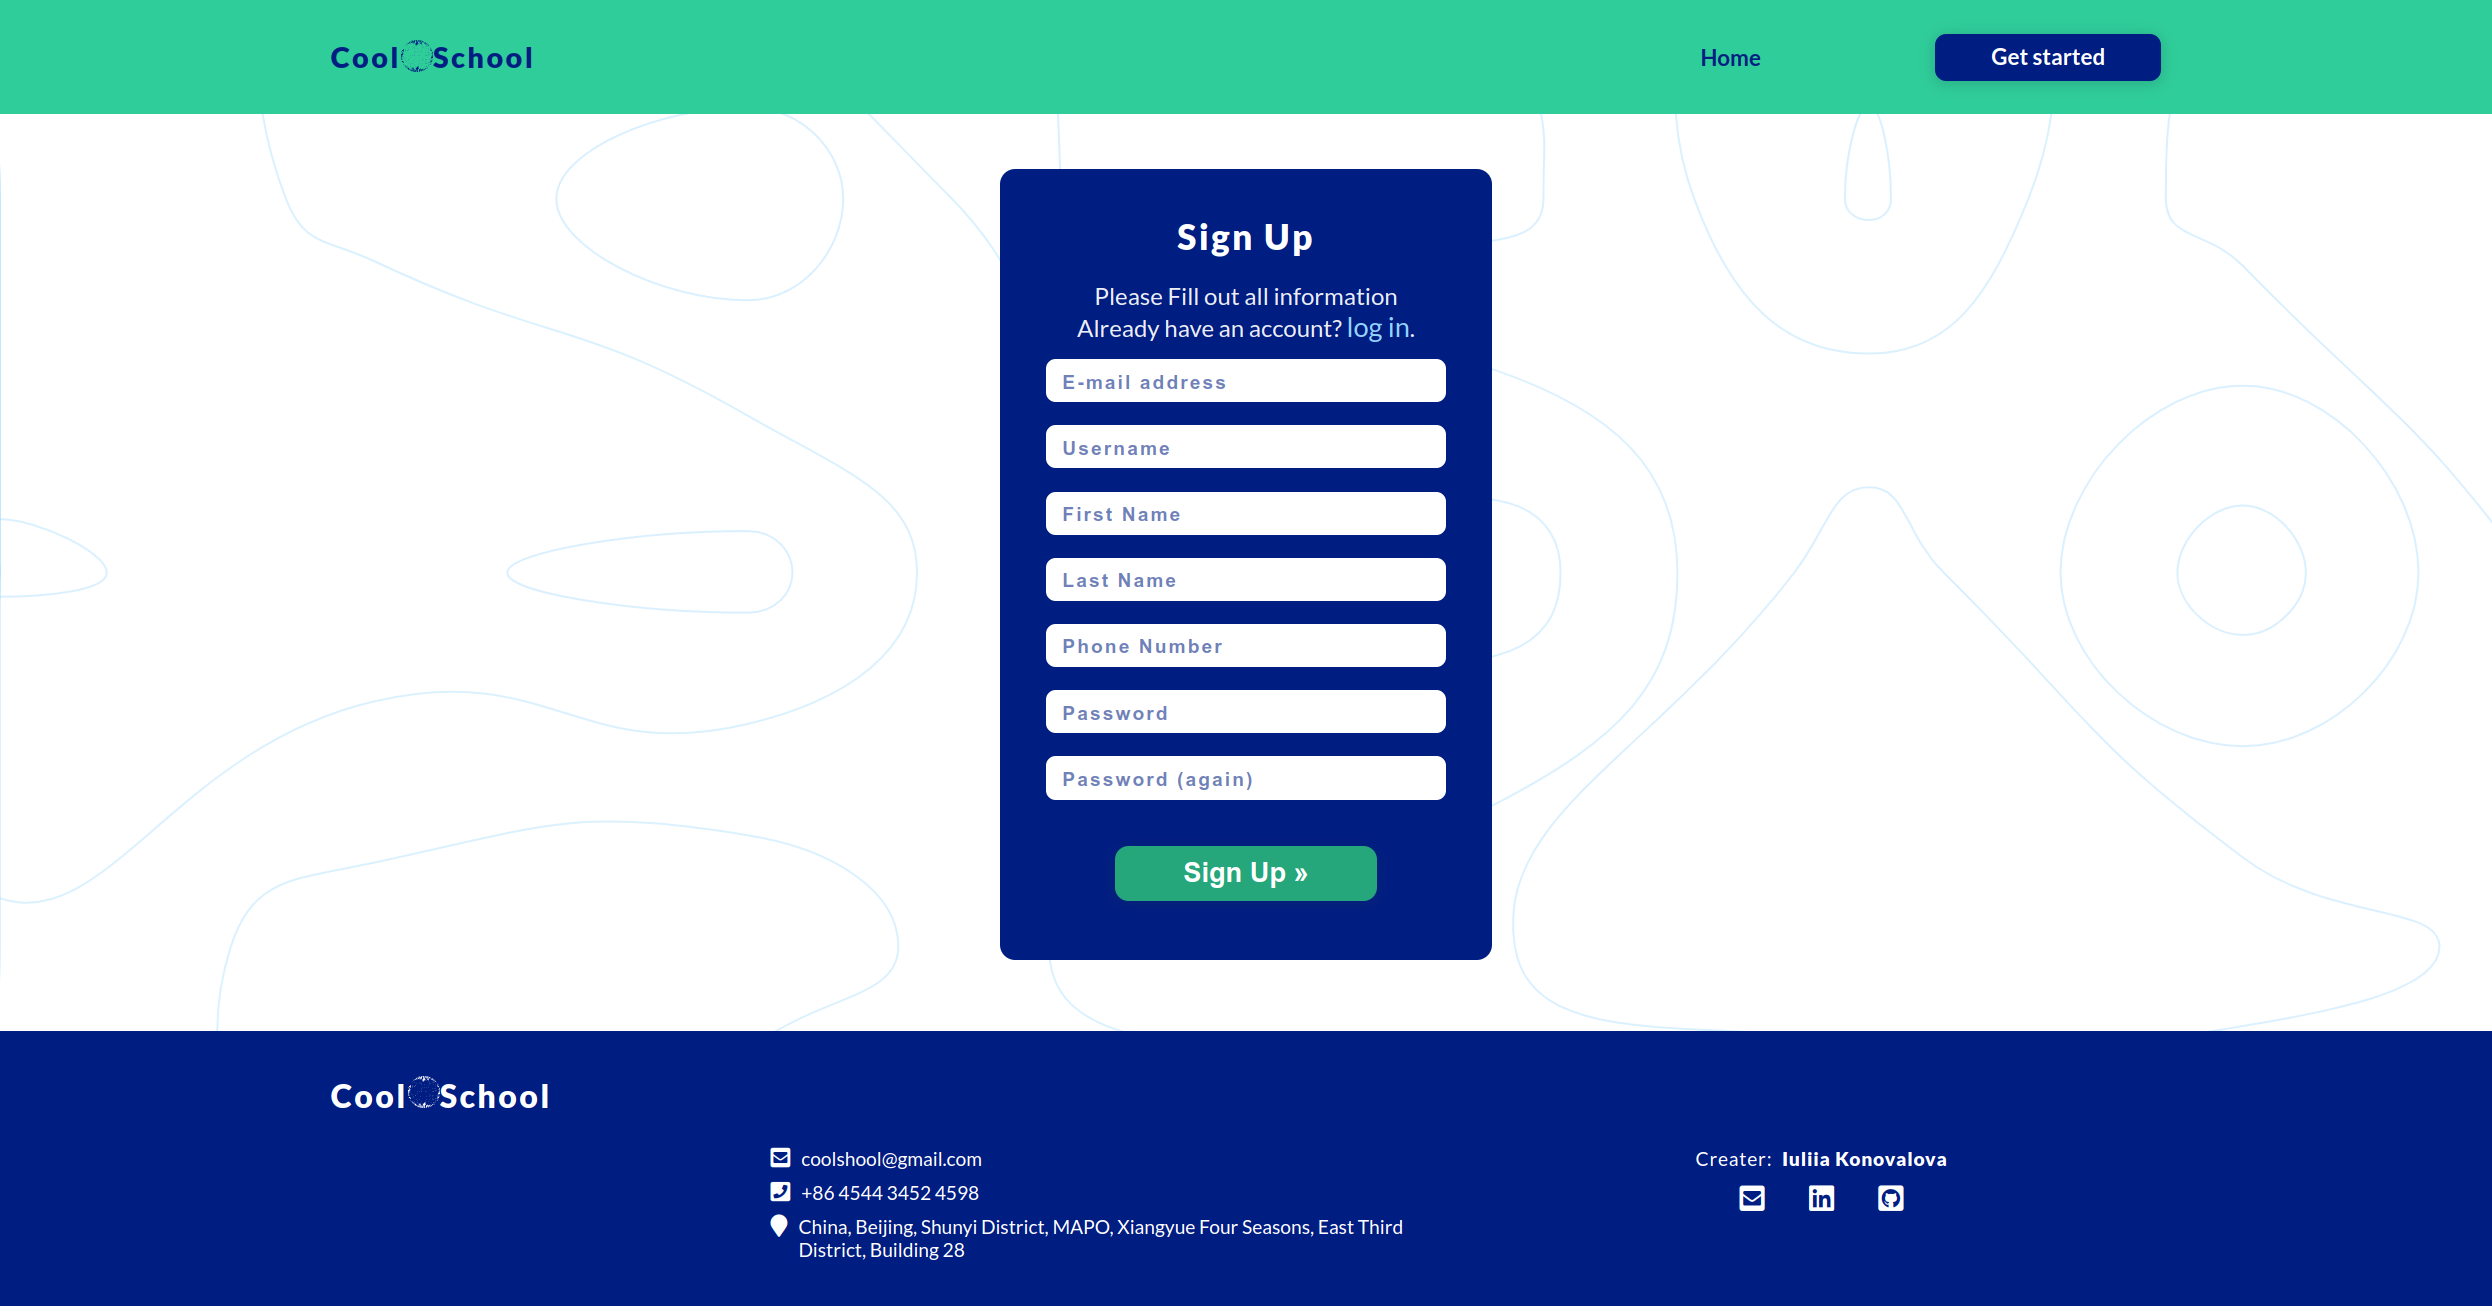 Cool School
Home
Get started
Sign Up
Please Fill out all information
Already have an account? log in.
E-mail address
Username
First Name
Last Name
Phone Number
Password
Password (again)
Sign Up »
Cool School
coolshool@gmail.com
+86 4544 3452 4598
China, Beijing, Shunyi District, MAPO, Xiangyue Four Seasons, East Third
District, Building 28
Creater: Iuliia Konovalova